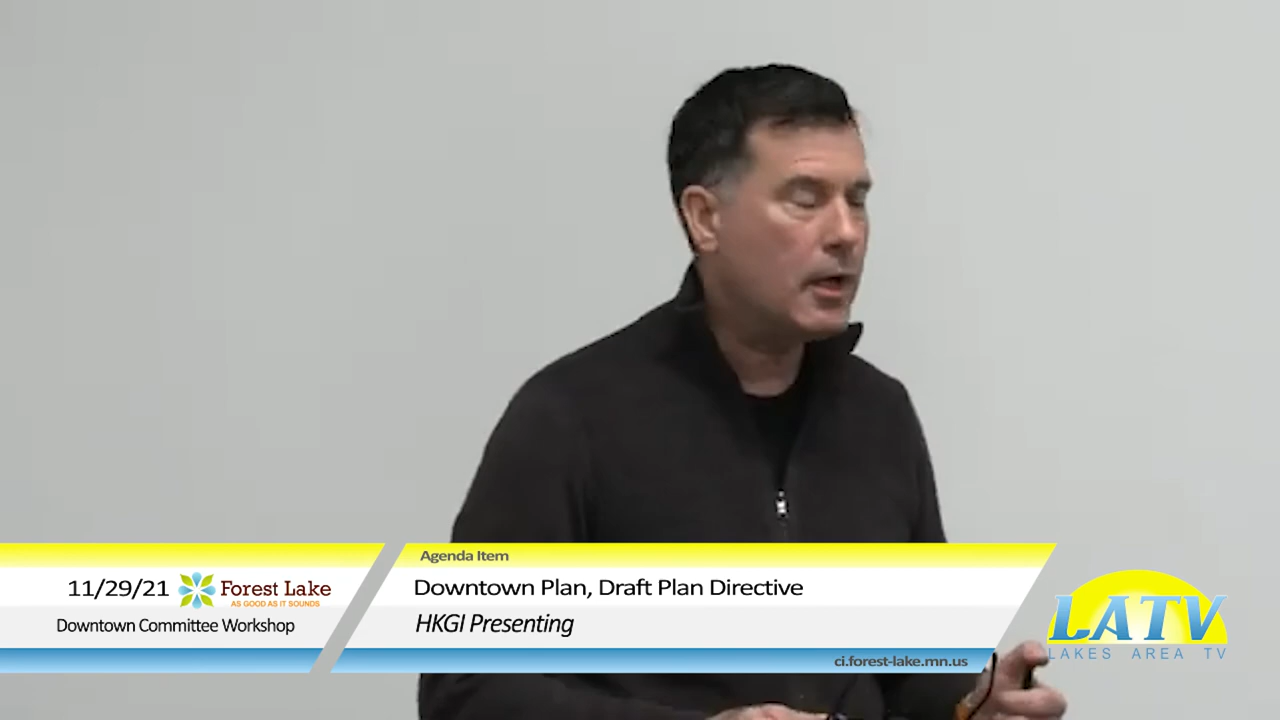 11/29/21
Forest Lake
AS GOOD AS IT SOUNDS
Downtown Committee Workshop
Agenda Item
Downtown Plan, Draft Plan Directive
HKGI Presenting
ci.forest-lake.mn.us
LATV
LAKES AREA TV